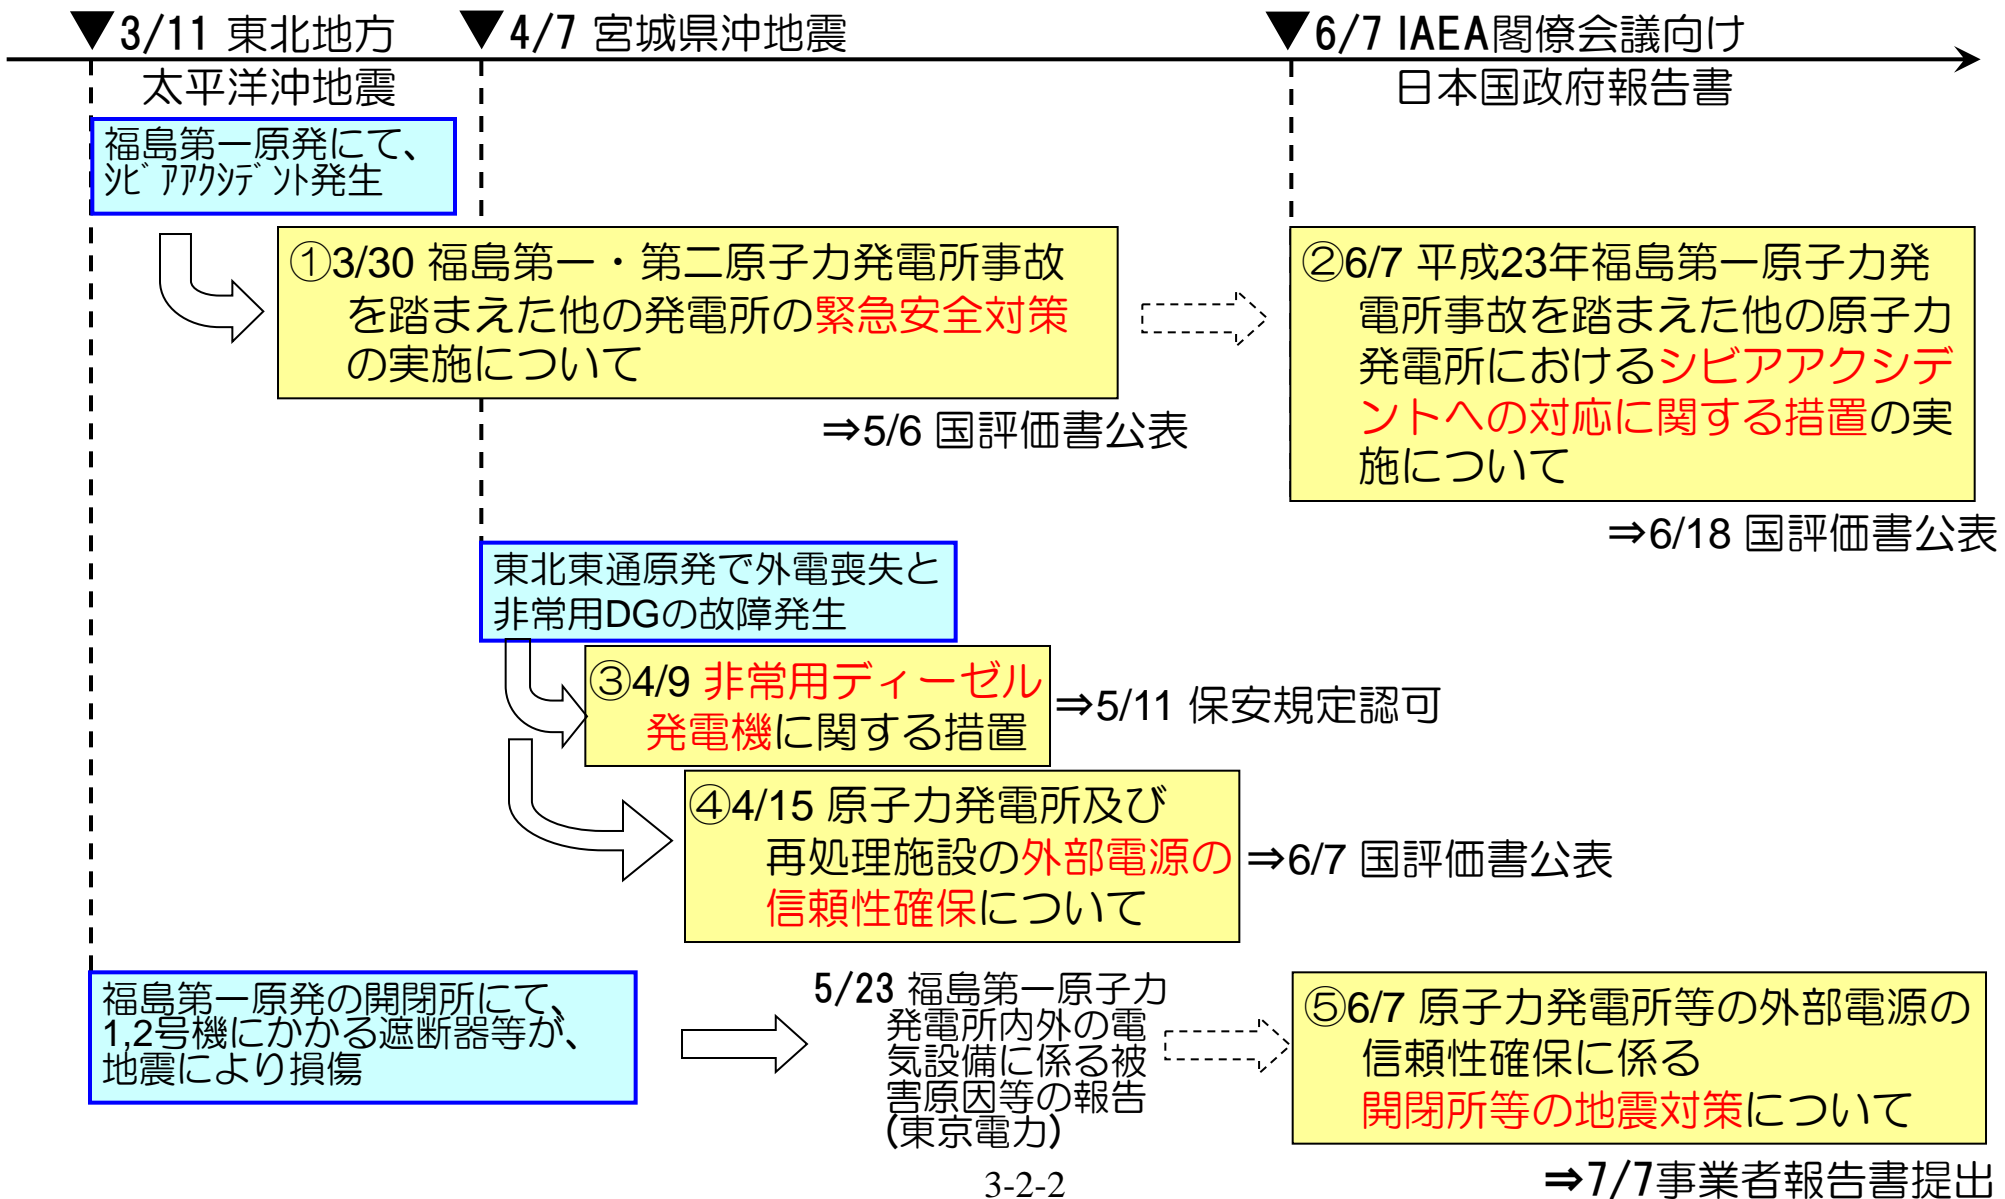 ▼3/11 東北地方
太平洋沖地震
▼4/7 宮城県沖地震
▼6/7 IAEA閣僚会議向け
日本国政府報告書
福島第一原発にて、
ｼﾋﾞｱｱｸｼﾃﾞﾝﾄ発生
①3/30 福島第一・第二原子力発電所事故
を踏まえた他の発電所の緊急安全対策
の実施について
⇒5/6 国評価書公表
②6/7 平成23年福島第一原子力発
電所事故を踏まえた他の原子力
発電所におけるシビアアクシデ
ントへの対応に関する措置の実
施について
⇒6/18 国評価書公表
東北東通原発で外電喪失と
非常用DGの故障発生
③4/9 非常用ディーゼル
発電機に関する措置
⇒5/11 保安規定認可
④4/15 原子力発電所及び
再処理施設の外部電源の
信頼性確保について
⇒6/7 国評価書公表
福島第一原発の開閉所にて、
1,2号機にかかる遮断器等が、
地震により損傷
5/23 福島第一原子力
発電所内外の電
気設備に係る被
害原因等の報告
(東京電力)
⑤6/7 原子力発電所等の外部電源の
信頼性確保に係る
開閉所等の地震対策について
⇒7/7事業者報告書提出
3-2-2